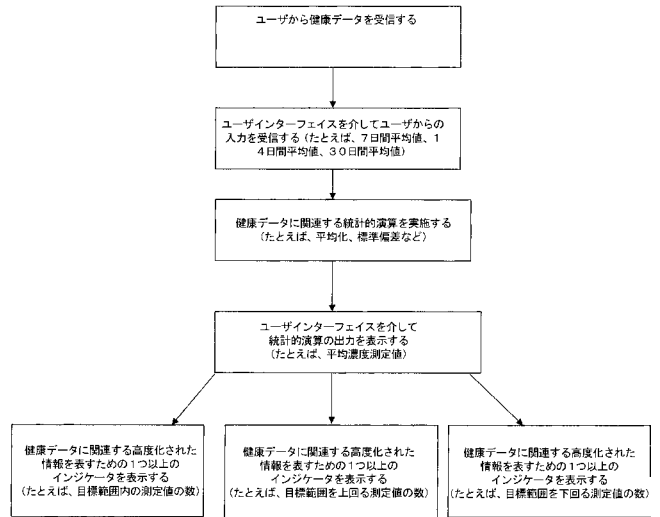 ユーザから健康データを受信する
ユーザインターフェイスを介してユーザからの
入力を受信する(たとえば、7日間平均値、1
4日間平均値、30日間平均値)
健康データに関連する統計的演算を実施する
(たとえば、平均化、標準偏差など)
ユーザインターフェイスを介して
統計的演算の出力を表示する
(たとえば、平均濃度測定値)
健康データに関連する高度化された
情報を表すための1つ以上の
インジケータを表示する
(たとえば、目標範囲内の測定値の数)
健康データに関連する高度化された
情報を表すための1つ以上の
インジケータを表示する
(たとえば、目標範囲を上回る測定値の数)
健康データに関連する高度化された
情報を表すための1つ以上の
インジケータを表示する
(たとえば、目標範囲を下回る測定値の数)